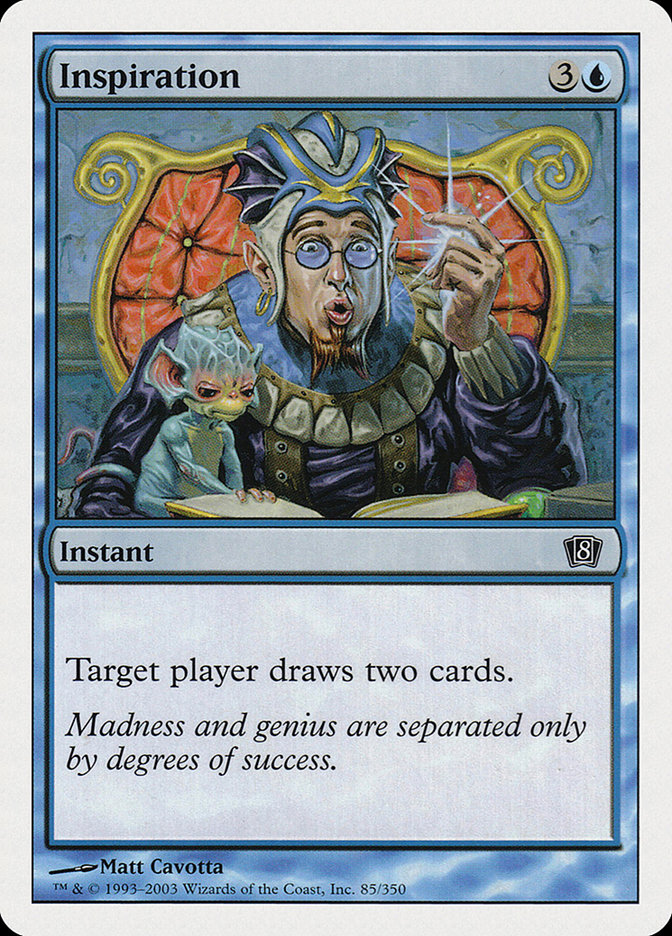 Inspiration 3
Instant 8
Target player draws two cards.
Madness and genius are separated only
by degrees of success.
Matt Cavotta
™ & © 1993–2003 Wizards of the Coast, Inc. 85/350